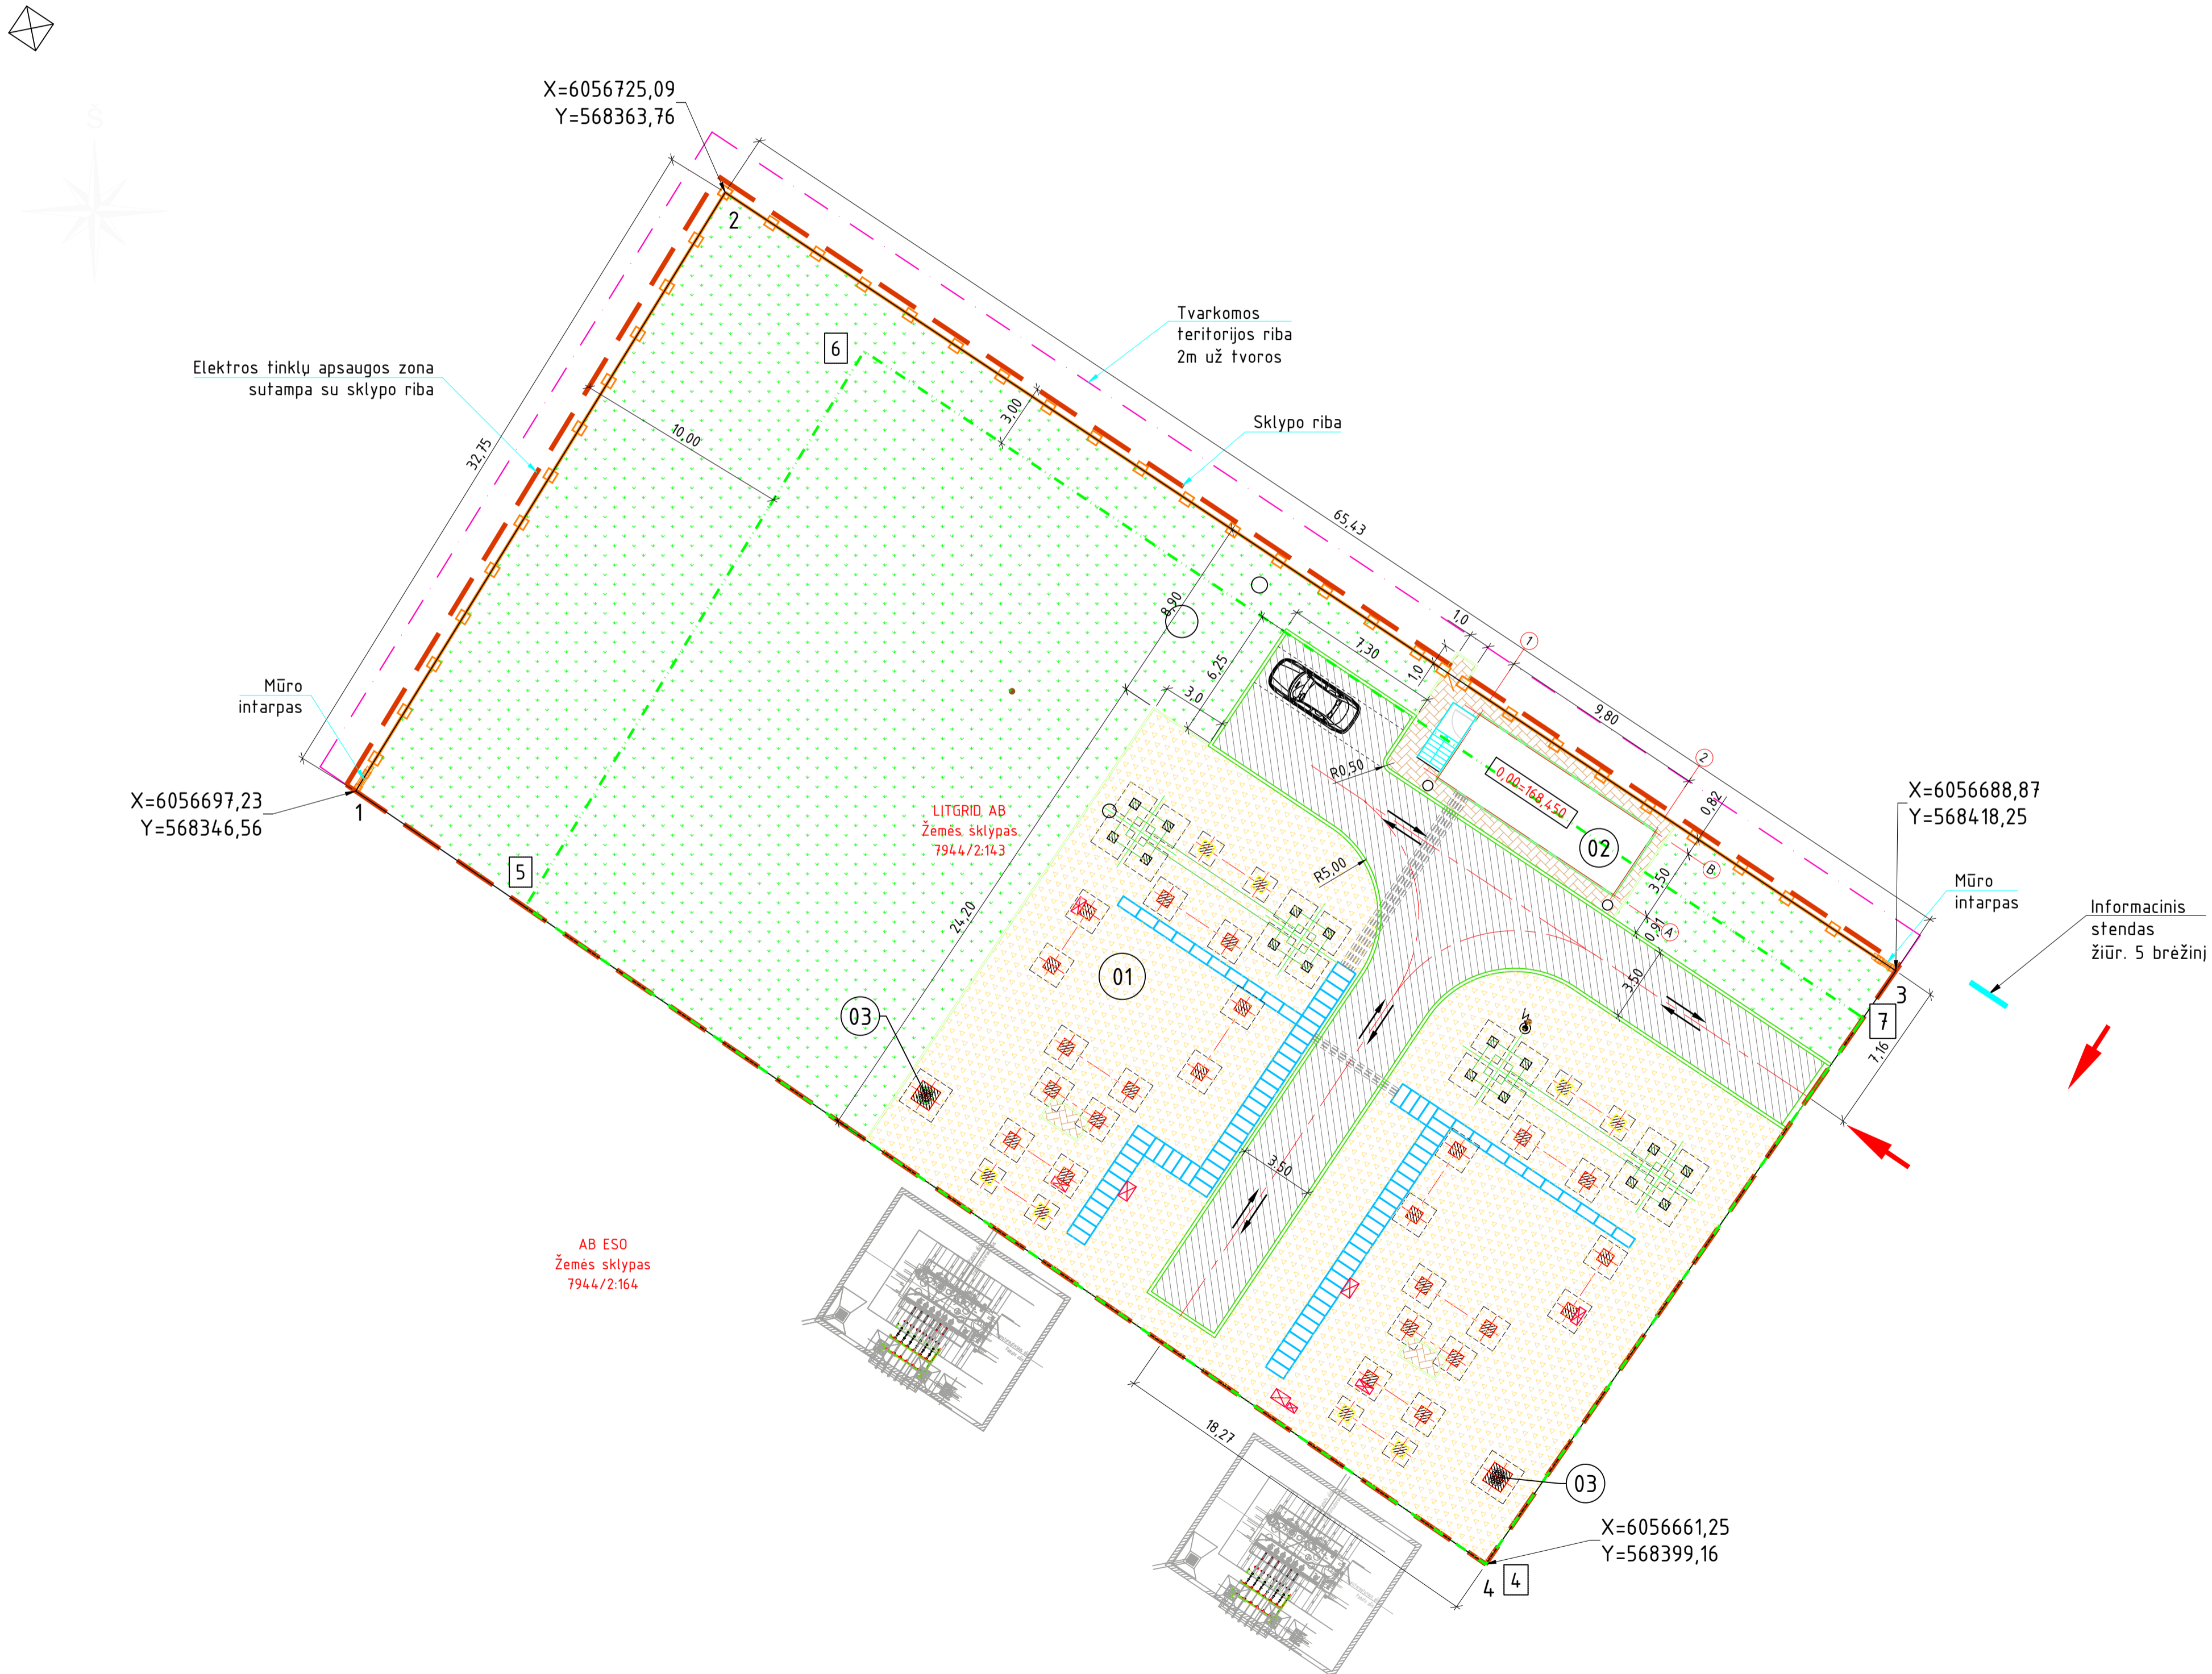 Š
X=6056725,09
Y=568363,76
2
Tvarkomos
teritorijos riba
2m už tvoros
6
Elektros tinklų apsaugos zona
sutampa su sklypo riba
3,00
Sklypo riba
10,00
32,75
65,43
8,90
1,0
1
7,30
1,0
6,25
3,0
Mūro
intarpas
9,80
2
R0,50
0,00=168,450
X=6056688,87
Y=568418,25
X=6056697,23
Y=568346,56
1
LITGRID AB
Žemės sklypas
7944/2:143
0,82
02
B
R5,00
5
3,50
Mūro
intarpas
Informacinis
stendas
žiūr. 5 brėžinį
24,20
0,91
A
01
3,50
3
7
03
7,16
3,50
AB ESO
Žemės sklypas
7944/2:164
18,27
03
X=6056661,25
Y=568399,16
4
4